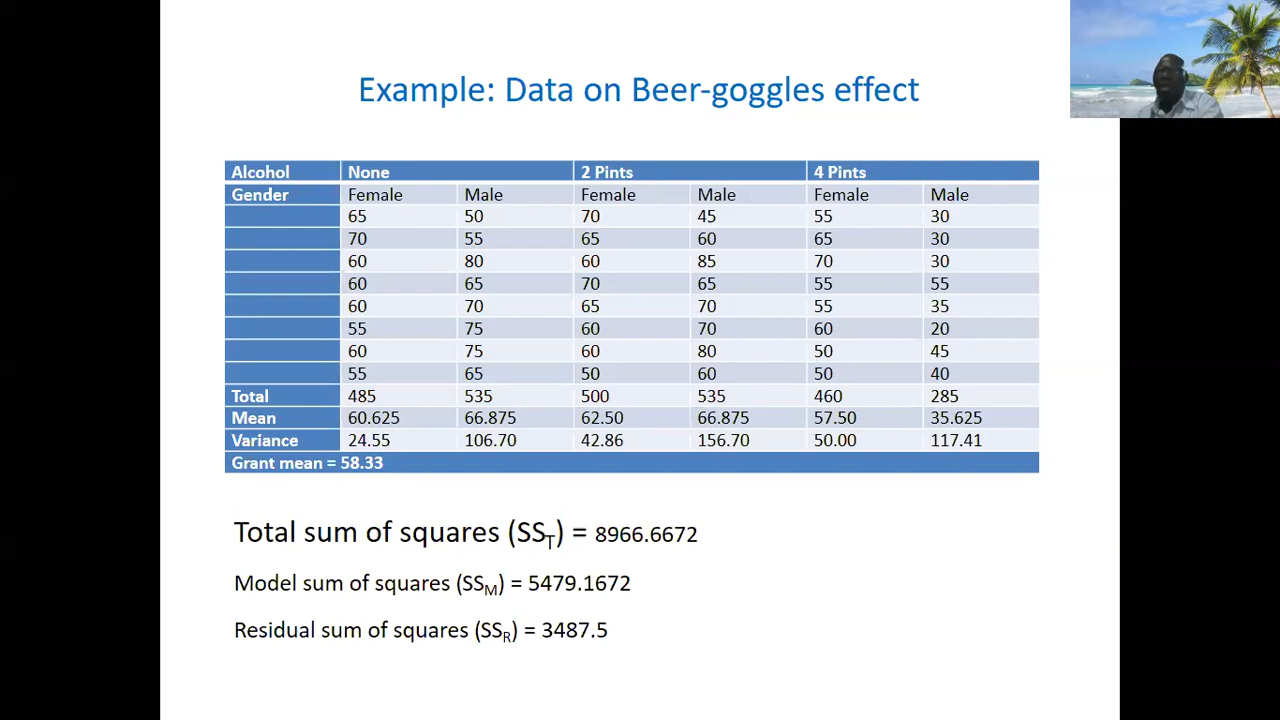 Example: Data on Beer-goggles effect
Alcohol None 2 Pints 4 Pints
Gender Female Male Female Male Female Male
65 50 70 45 55 30
70 55 65 60 65 30
60 80 60 85 70 30
60 65 70 65 55 55
60 70 65 70 55 35
55 75 60 70 60 20
60 75 60 80 50 45
55 65 50 60 50 40
Total 485 535 500 535 460 285
Mean 60.625 66.875 62.50 66.875 57.50 35.625
Variance 24.55 106.70 42.86 156.70 50.00 117.41
Grant mean = 58.33
Total sum of squares (SST) = 8966.6672
Model sum of squares (SSM) = 5479.1672
Residual sum of squares (SSR) = 3487.5